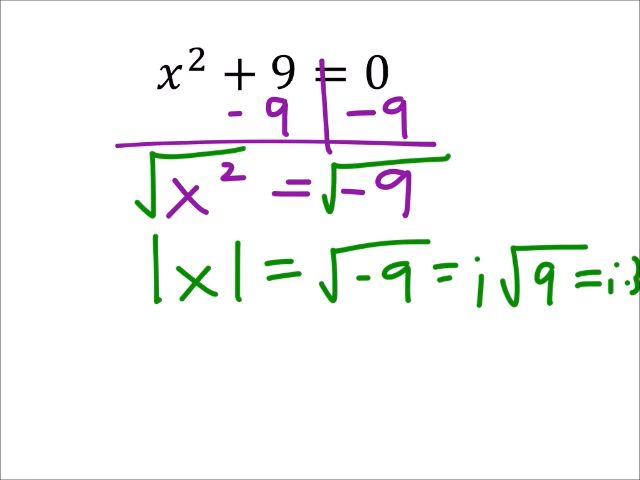 x² + 9 = 0
- 9 | - 9
√x² = √-9
|x| = √-9 = i √9 = i·3